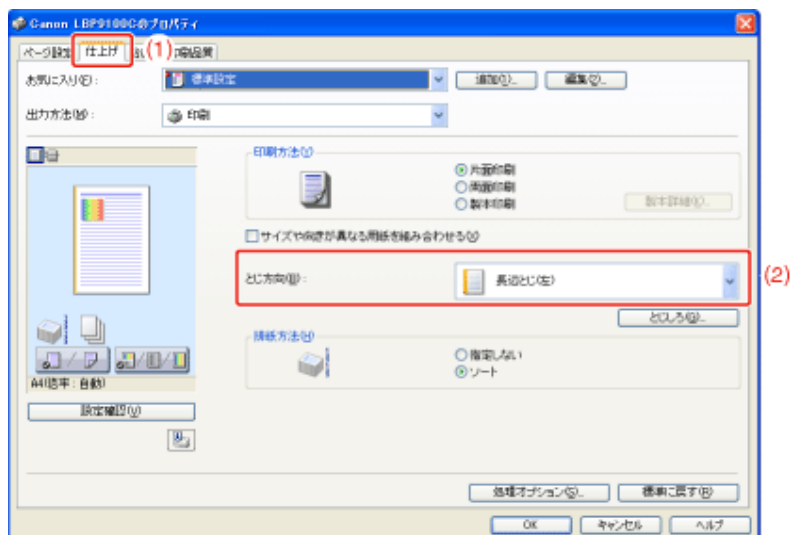 Canon LBP9100Cのプロパティ
ページ設定 仕上げ (1) 印刷品質
お気に入り(F): 標準設定 追加(1)... 編集(2)...
出力方法(M): 印刷
印刷方法(Y)
片面印刷
両面印刷
製本印刷 製本詳細(K)...
サイズや向きが異なる用紙を組み合わせる(X)
とじ方向(B): 長辺とじ(左) (2)
とじしろ(G)...
排紙方法(H)
指定しない
ソート
A4(倍率: 自動)
設定確認(V)
処理オプション(S)... 標準に戻す(R)
OK キャンセル ヘルプ